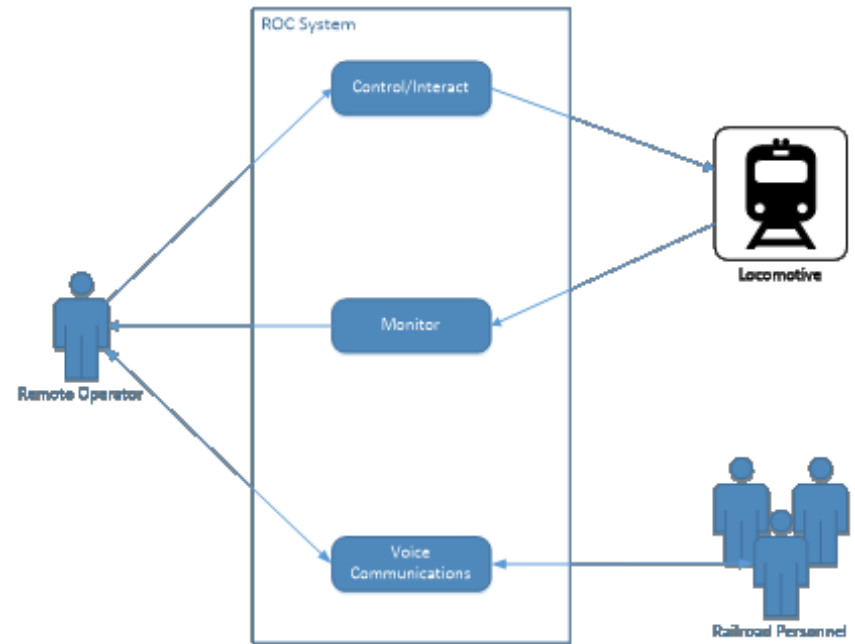 ROC System
Control/Interact
Locomotive
Monitor
Remote Operator
Voice
Communications
Railroad Personnel